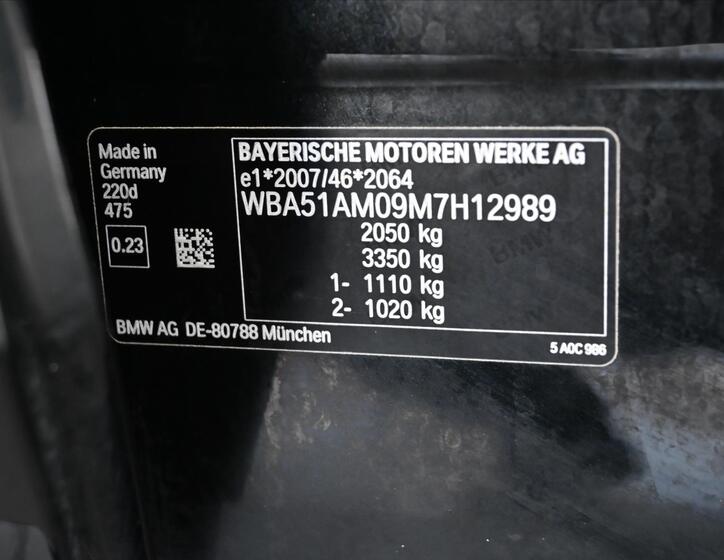 Made in
Germany
220d
475
0.23
BAYERISCHE MOTOREN WERKE AG
e1*2007/46*2064
WBA51AM09M7H12989
2050 kg
3350 kg
1- 1110 kg
2- 1020 kg
BMW AG DE-80788 München
5 A0C 986